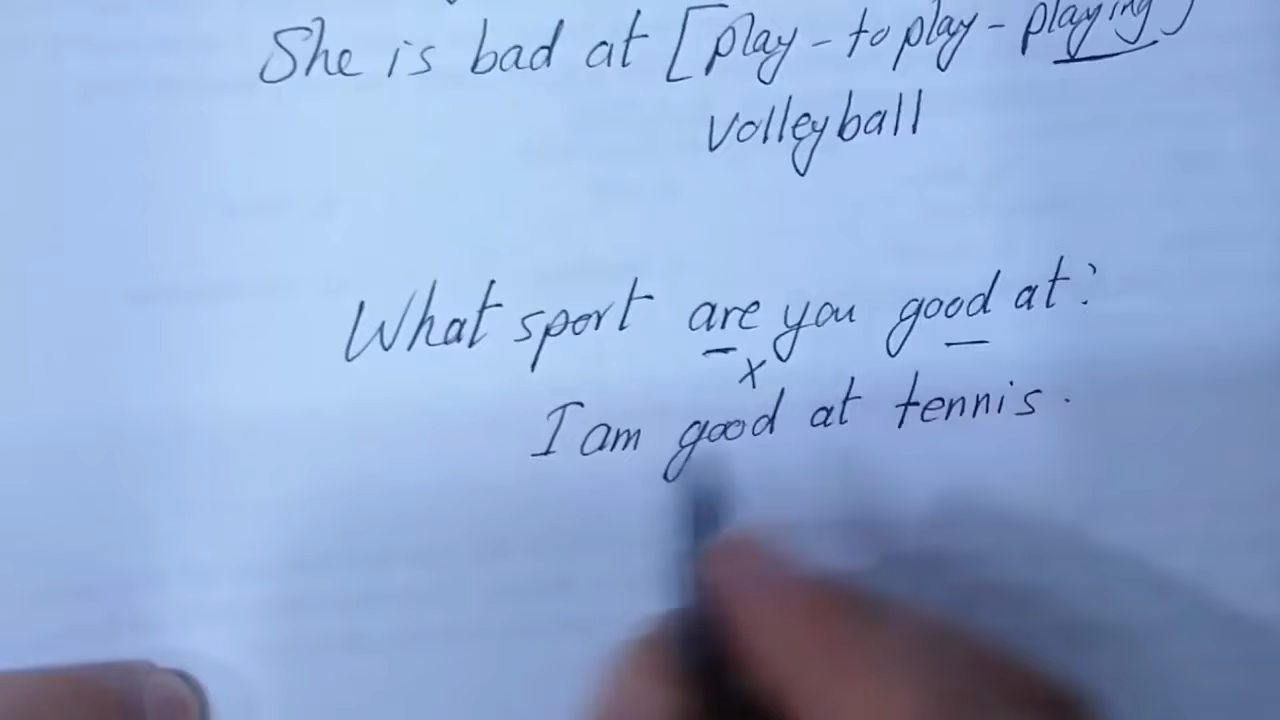 She is bad at [play - to play - playing]
volleyball
What sport are you good at?
x
I am good at tennis.